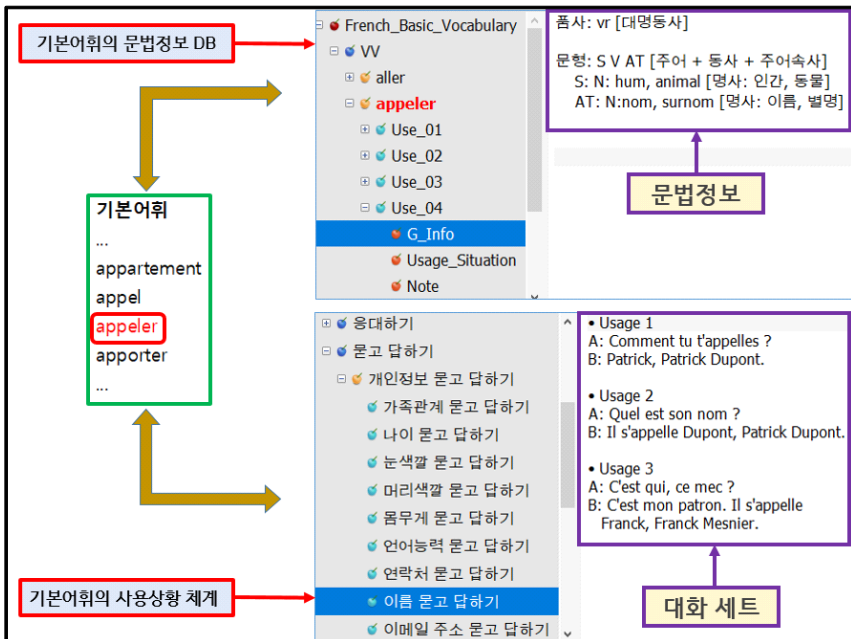 기본어휘의 문법정보 DB
French_Basic_Vocabulary
VV
aller
appeler
Use_01
Use_02
Use_03
Use_04
G_Info
Usage_Situation
Note
품사: vr [대명동사]
문형: S V AT [주어 + 동사 + 주어속사]
S: N: hum, animal [명사: 인간, 동물]
AT: N:nom, surnom [명사: 이름, 별명]
문법정보
기본어휘
...
appartement
appel
appeler
apporter
...
응대하기
묻고 답하기
개인정보 묻고 답하기
가족관계 묻고 답하기
나이 묻고 답하기
눈색깔 묻고 답하기
머리색깔 묻고 답하기
몸무게 묻고 답하기
언어능력 묻고 답하기
연락처 묻고 답하기
이름 묻고 답하기
이메일 주소 묻고 답하기
• Usage 1
A: Comment tu t'appelles ?
B: Patrick, Patrick Dupont.
• Usage 2
A: Quel est son nom ?
B: Il s'appelle Dupont, Patrick Dupont.
• Usage 3
A: C'est qui, ce mec ?
B: C'est mon patron. Il s'appelle
Franck, Franck Mesnier.
기본어휘의 사용상황 체계
대화 세트